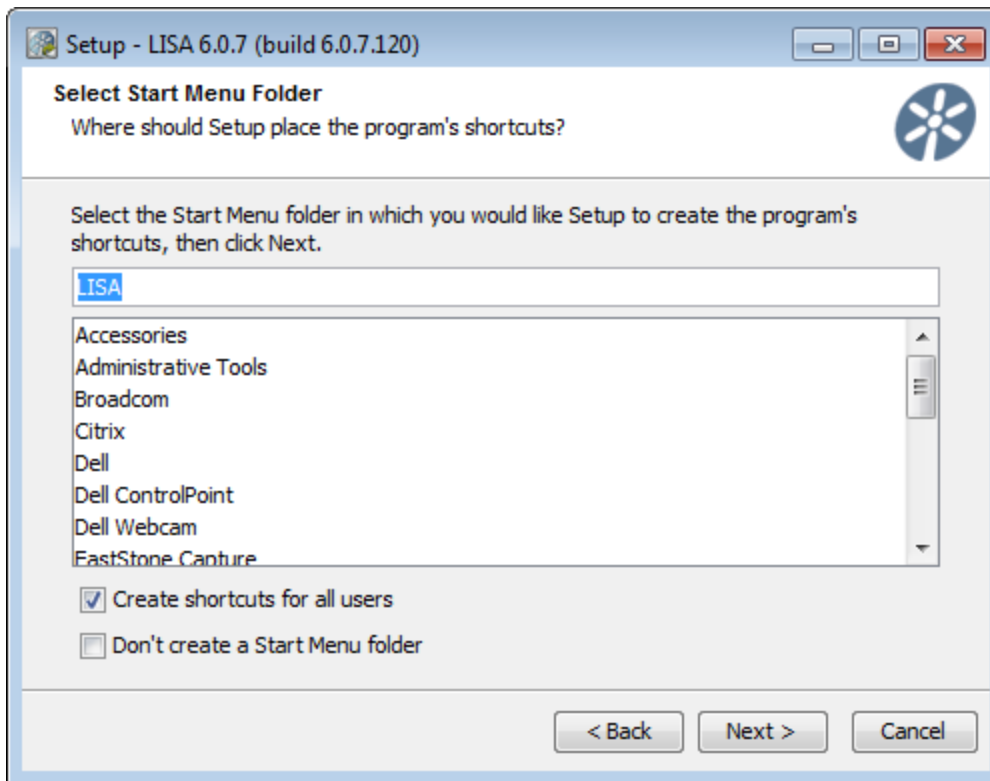 Setup - LISA 6.0.7 (build 6.0.7.120)
Select Start Menu Folder
Where should Setup place the program's shortcuts?
Select the Start Menu folder in which you would like Setup to create the program's
shortcuts, then click Next.
LISA
Accessories
Administrative Tools
Broadcom
Citrix
Dell
Dell ControlPoint
Dell Webcam
FastStone Capture
Create shortcuts for all users
Don't create a Start Menu folder
< Back
Next >
Cancel